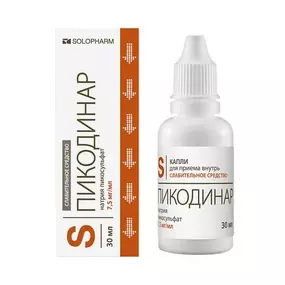 SOLOPHARM
СЛАБИТЕЛЬНОЕ СРЕДСТВО
S ПИКОДИНАР
натрия пикосульфат
7,5 мг/мл
30 мл
S
КАПЛИ
для приема внутрь
СЛАБИТЕЛЬНОЕ СРЕДСТВО
ПИКОДИНАР
натрия
пикосульфат
7,5 мг/мл
30 мл